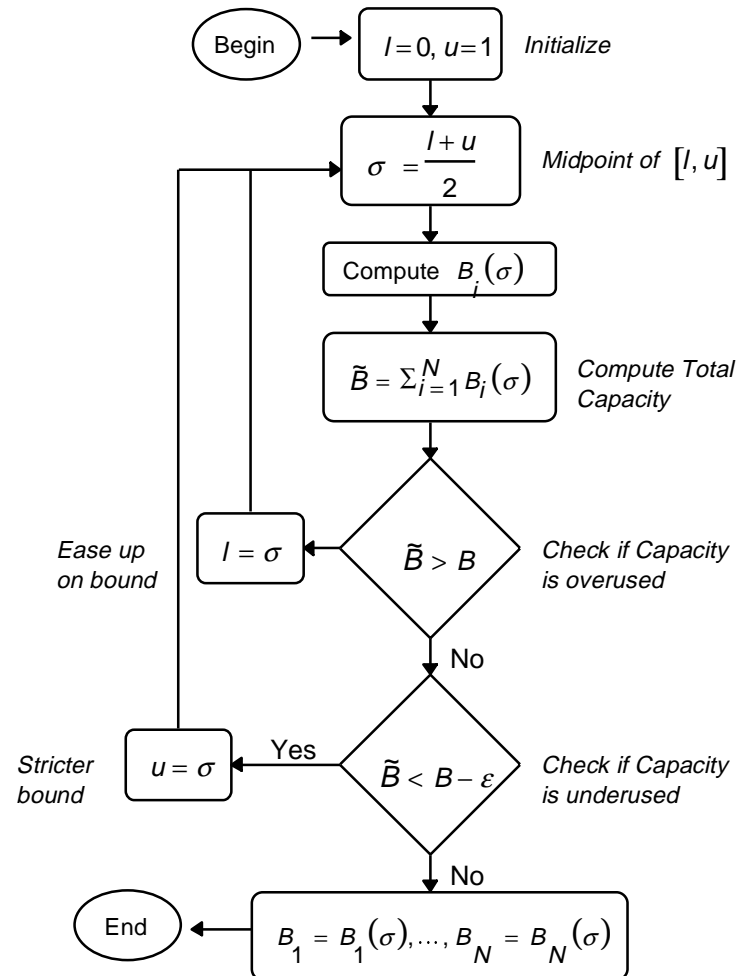 Begin
l=0, u=1
Initialize
σ = (l + u)/2
Midpoint of [l, u]
Compute B_i(σ)
B̃ = Σ_{i=1}^N B_i(σ)
Compute Total
Capacity
Ease up
on bound
l = σ
B̃ > B
Check if Capacity
is overused
No
Stricter
bound
u = σ
Yes
B̃ < B − ε
Check if Capacity
is underused
No
End
B_1 = B_1(σ),..., B_N = B_N(σ)